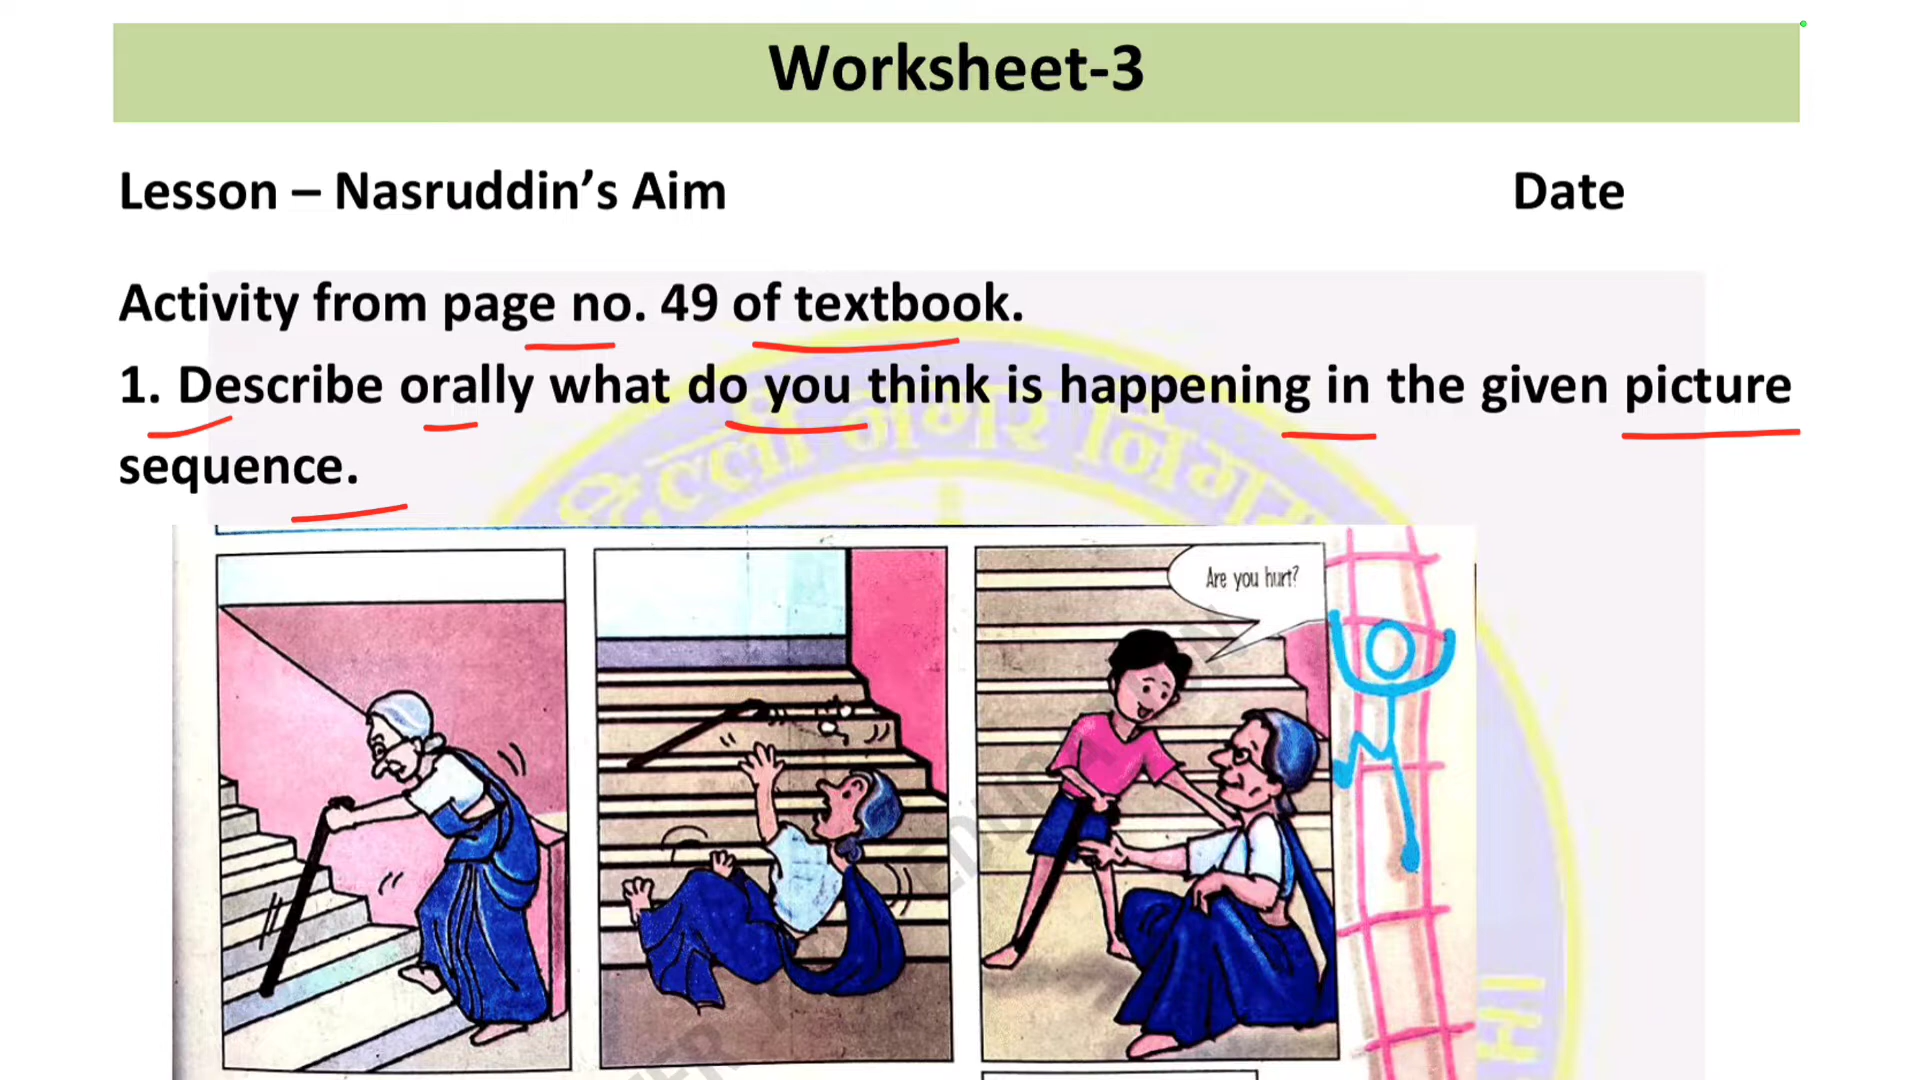 Worksheet-3
Lesson – Nasruddin's Aim Date
Activity from page no. 49 of textbook.
1. Describe orally what do you think is happening in the given picture
sequence.
Are you hurt?